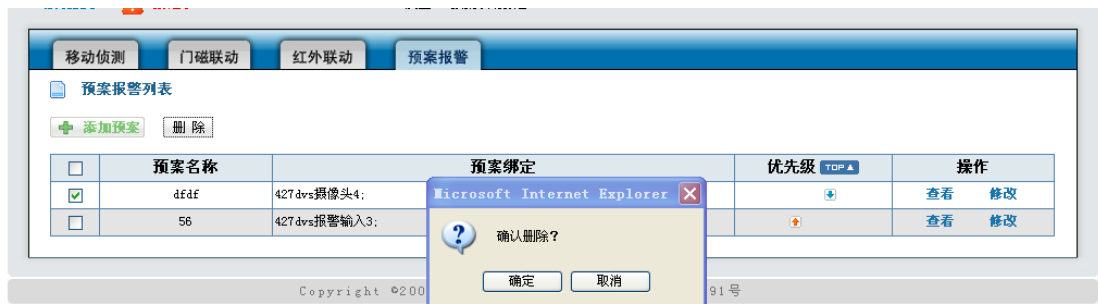 移动侦测 门磁联动 红外联动 预案报警
预案报警列表
添加预案 删 除
预案名称 预案绑定 优先级 TOP 操作
dfdf 427dvs摄像头4; 查看 修改
56 427dvs报警输入3; 查看 修改
Microsoft Internet Explorer
确认删除?
确定 取消
Copyright ©200 91号